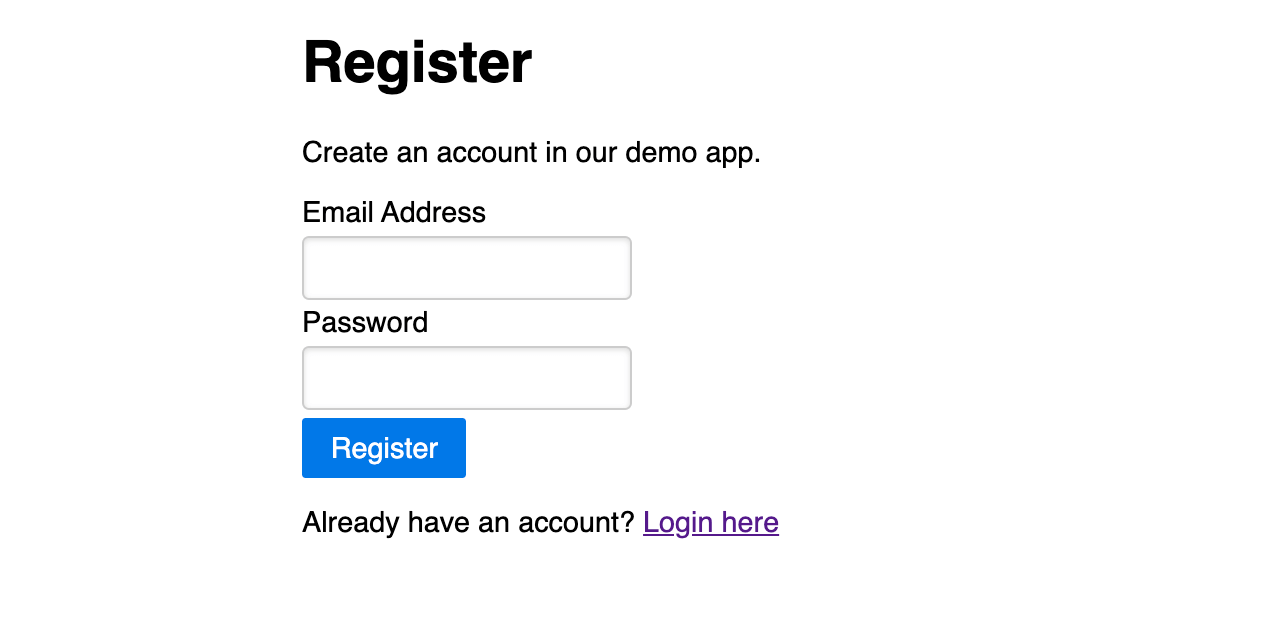 Register
Create an account in our demo app.
Email Address
Password
Register
Already have an account? Login here